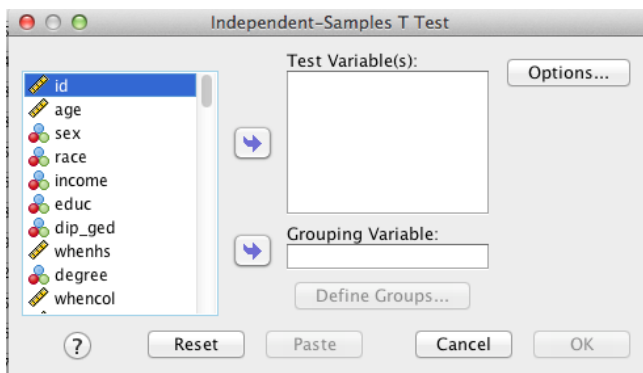 Independent-Samples T Test
id
age
sex
race
income
educ
dip_ged
whenhs
degree
whencol
Test Variable(s):
Options...
Grouping Variable:
Define Groups...
?
Reset
Paste
Cancel
OK